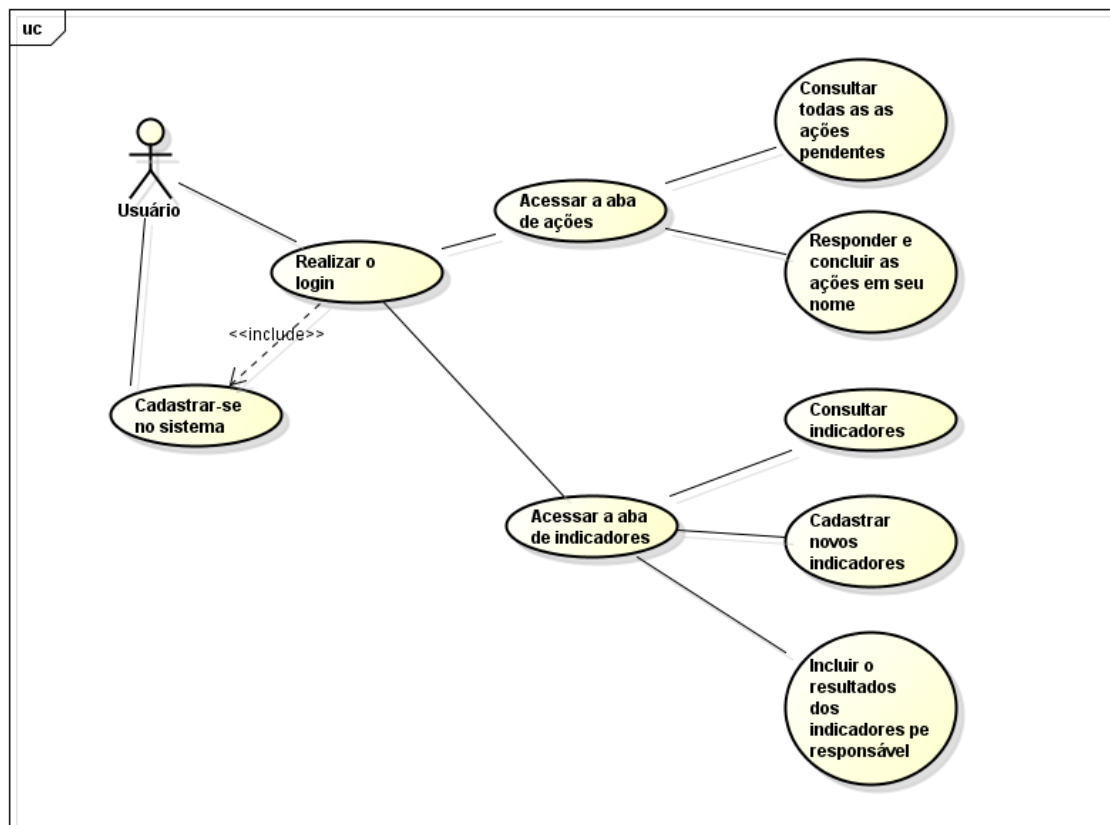 uc
Consultar
todas as as
ações
pendentes
Usuário
Acessar a aba
de ações
Responder e
concluir as
ações em seu
nome
Realizar o
login
<<include>>
Cadastrar-se
no sistema
Consultar
indicadores
Acessar a aba
de indicadores
Cadastrar
novos
indicadores
Incluir o
resultados
dos
indicadores pe
responsável